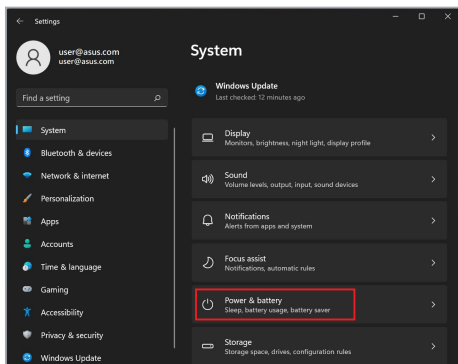 Settings
user@asus.com
user@asus.com
Find a setting
System
Bluetooth & devices
Network & internet
Personalization
Apps
Accounts
Time & language
Gaming
Accessibility
Privacy & security
Windows Update
System
Windows Update
Last checked: 12 minutes ago
Display
Monitors, brightness, night light, display profile
Sound
Volume levels, output, input, sound devices
Notifications
Alerts from apps and system
Focus assist
Notifications, automatic rules
Power & battery
Sleep, battery usage, battery saver
Storage
Storage space, drives, configuration rules